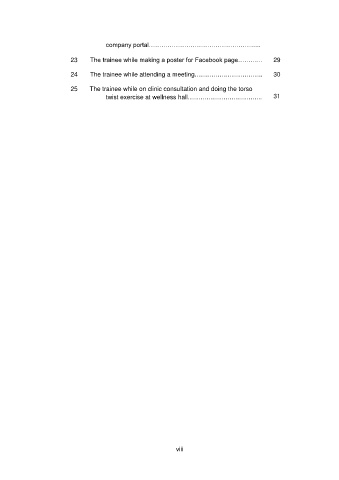 company portal……………………………………………...
23 The trainee while making a poster for Facebook page………… 29
24 The trainee while attending a meeting…………………………... 30
25 The trainee while on clinic consultation and doing the torso
twist exercise at wellness hall……………………………… 31
viii